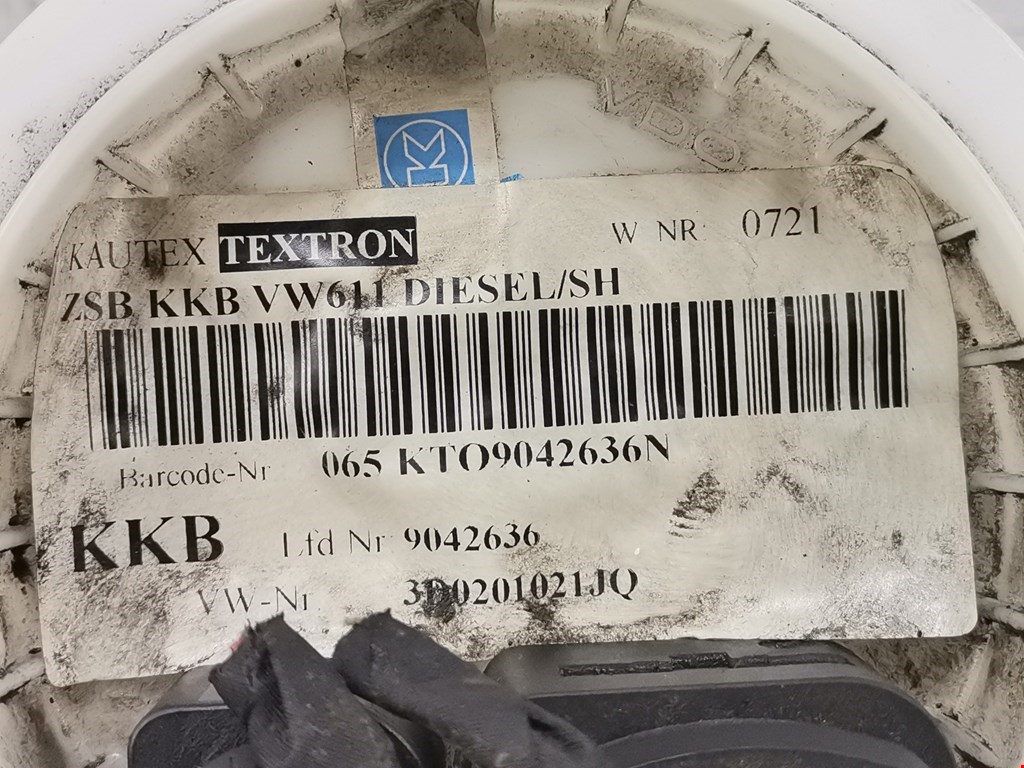 VDO
KAUTEX TEXTRON W NR 0721
ZSB KKB VW611 DIESEL/SH
Barcode-Nr 065 KTO9042636N
KKB Lfd Nr 9042636
VW-Nr 3D0201021JQ